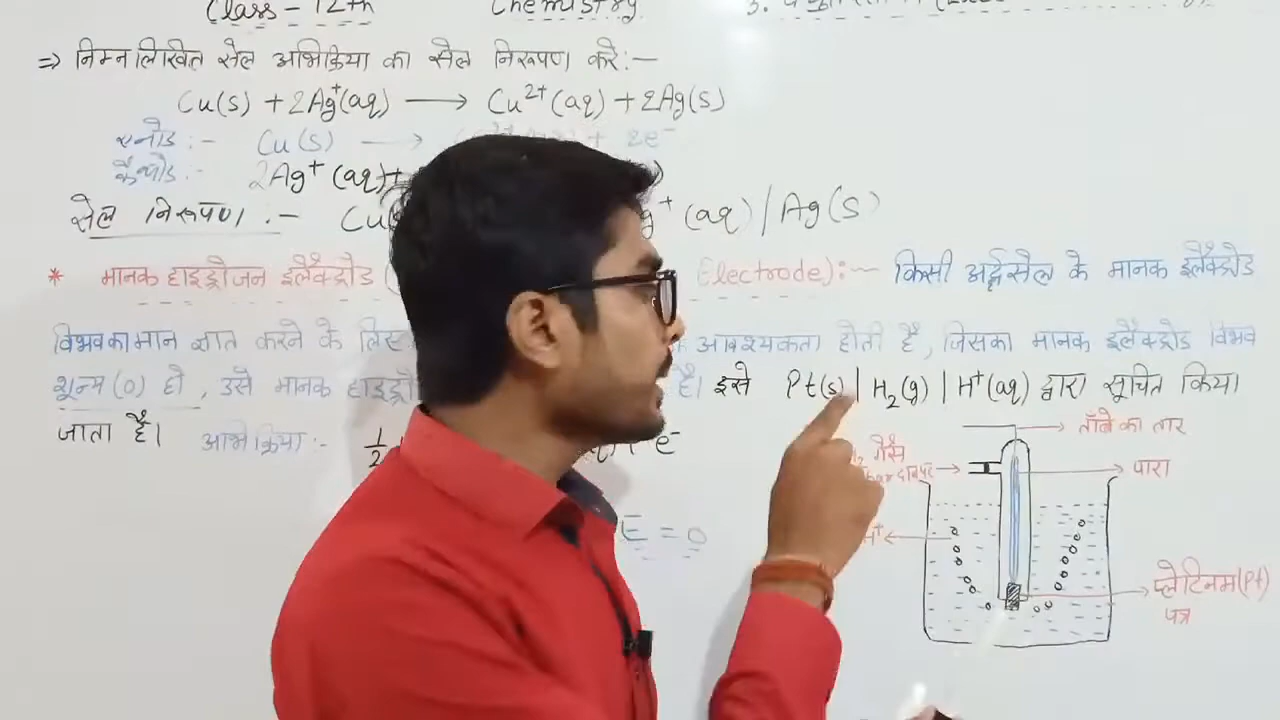 Class - 12th Chemistry 3.
⇒ निम्नलिखित सेल अभिक्रिया का सेल निरूपण करे:—
Cu(s) + 2Ag⁺(aq) ⟶ Cu²⁺(aq) + 2Ag(s)
एनोड :- Cu(s) ⟶ + 2e⁻
कैथोड :- 2Ag⁺(aq)+
सेल निरूपण :- Cu( g⁺(aq)|Ag(s)
* मानक हाइड्रोजन इलैक्ट्रोड ( Electrode):— किसी अर्द्धसेल के मानक इलैक्ट्रोड
विभव का मान ज्ञात करने के लिए आवश्यकता होती है, जिसका मानक इलैक्ट्रोड विभव
शून्य (0) हो , उसे मानक हाइड्रो है। इसे Pt(s)|H₂(g)|H⁺(aq) द्वारा सूचित किया
जाता है। अभिक्रिया:- 1/2 e⁻
E = 0
ताँबे का तार
गैस
दाब पर
पारा
H⁺
प्लेटिनम(Pt)
पत्र